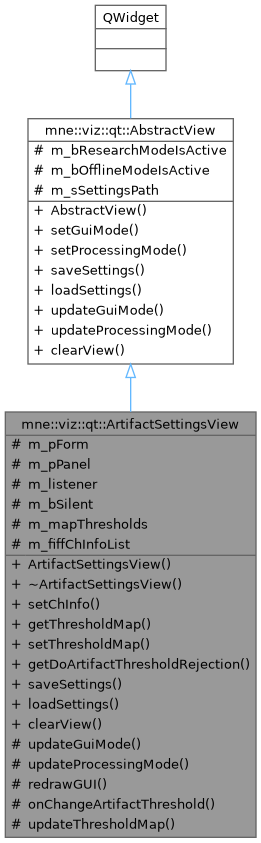 QWidget
mne::viz::qt::AbstractView
# m_bResearchModeIsActive
# m_bOfflineModeIsActive
# m_sSettingsPath
+ AbstractView()
+ setGuiMode()
+ setProcessingMode()
+ saveSettings()
+ loadSettings()
+ updateGuiMode()
+ updateProcessingMode()
+ clearView()
mne::viz::qt::ArtifactSettingsView
# m_pForm
# m_pPanel
# m_listener
# m_bSilent
# m_mapThresholds
# m_fiffChInfoList
+ ArtifactSettingsView()
+ ~ArtifactSettingsView()
+ setChInfo()
+ getThresholdMap()
+ setThresholdMap()
+ getDoArtifactThresholdRejection()
+ saveSettings()
+ loadSettings()
+ clearView()
# updateGuiMode()
# updateProcessingMode()
# redrawGUI()
# onChangeArtifactThreshold()
# updateThresholdMap()